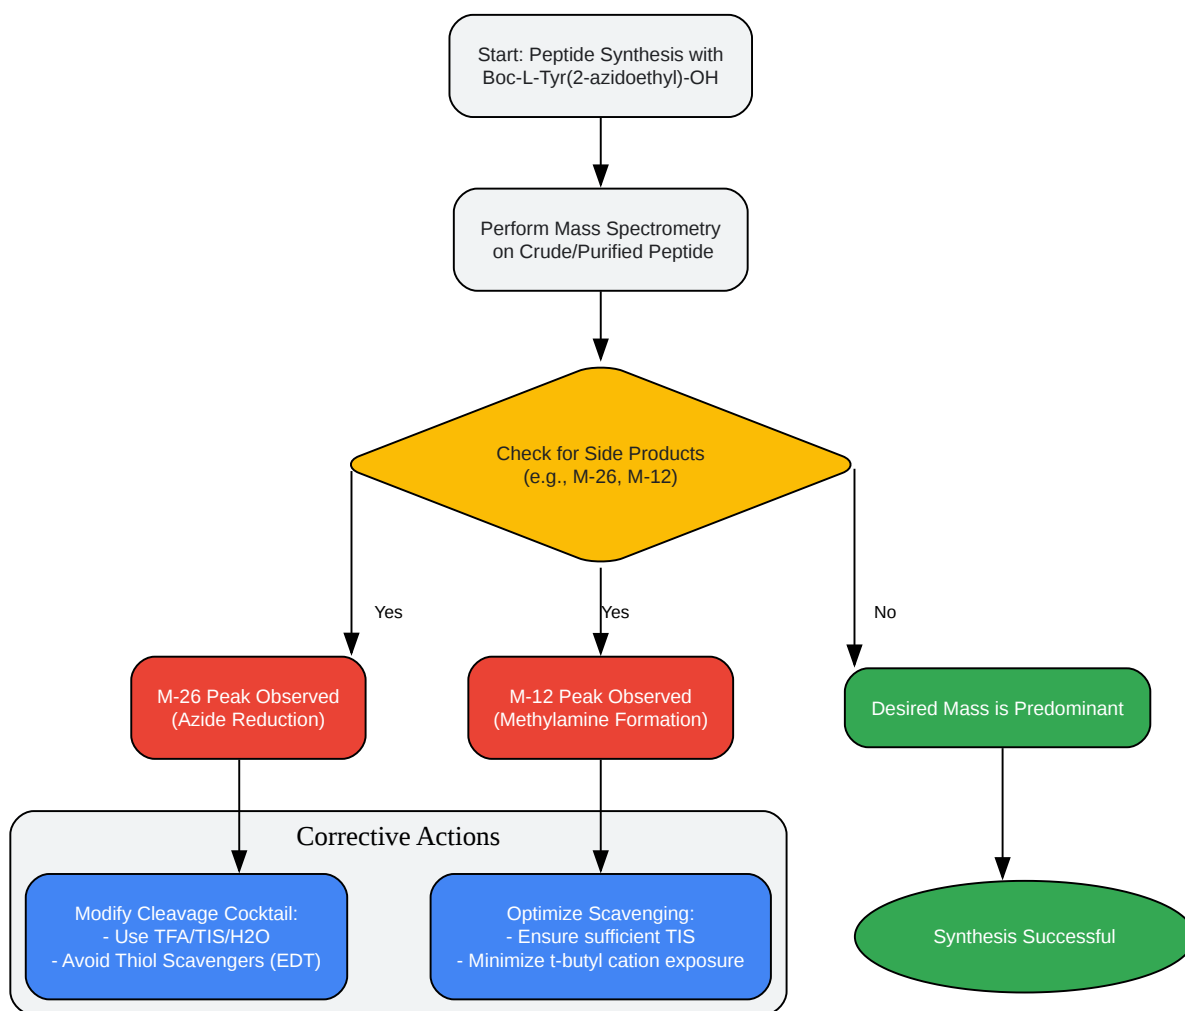 Start: Peptide Synthesis with
Boc-L-Tyr(2-azidoethyl)-OH
Perform Mass Spectrometry
on Crude/Purified Peptide
Check for Side Products
(e.g., M-26, M-12)
Yes
Yes
No
M-26 Peak Observed
(Azide Reduction)
M-12 Peak Observed
(Methylamine Formation)
Desired Mass is Predominant
Corrective Actions
Modify Cleavage Cocktail:
- Use TFA/TIS/H2O
- Avoid Thiol Scavengers (EDT)
Optimize Scavenging:
- Ensure sufficient TIS
- Minimize t-butyl cation exposure
Synthesis Successful